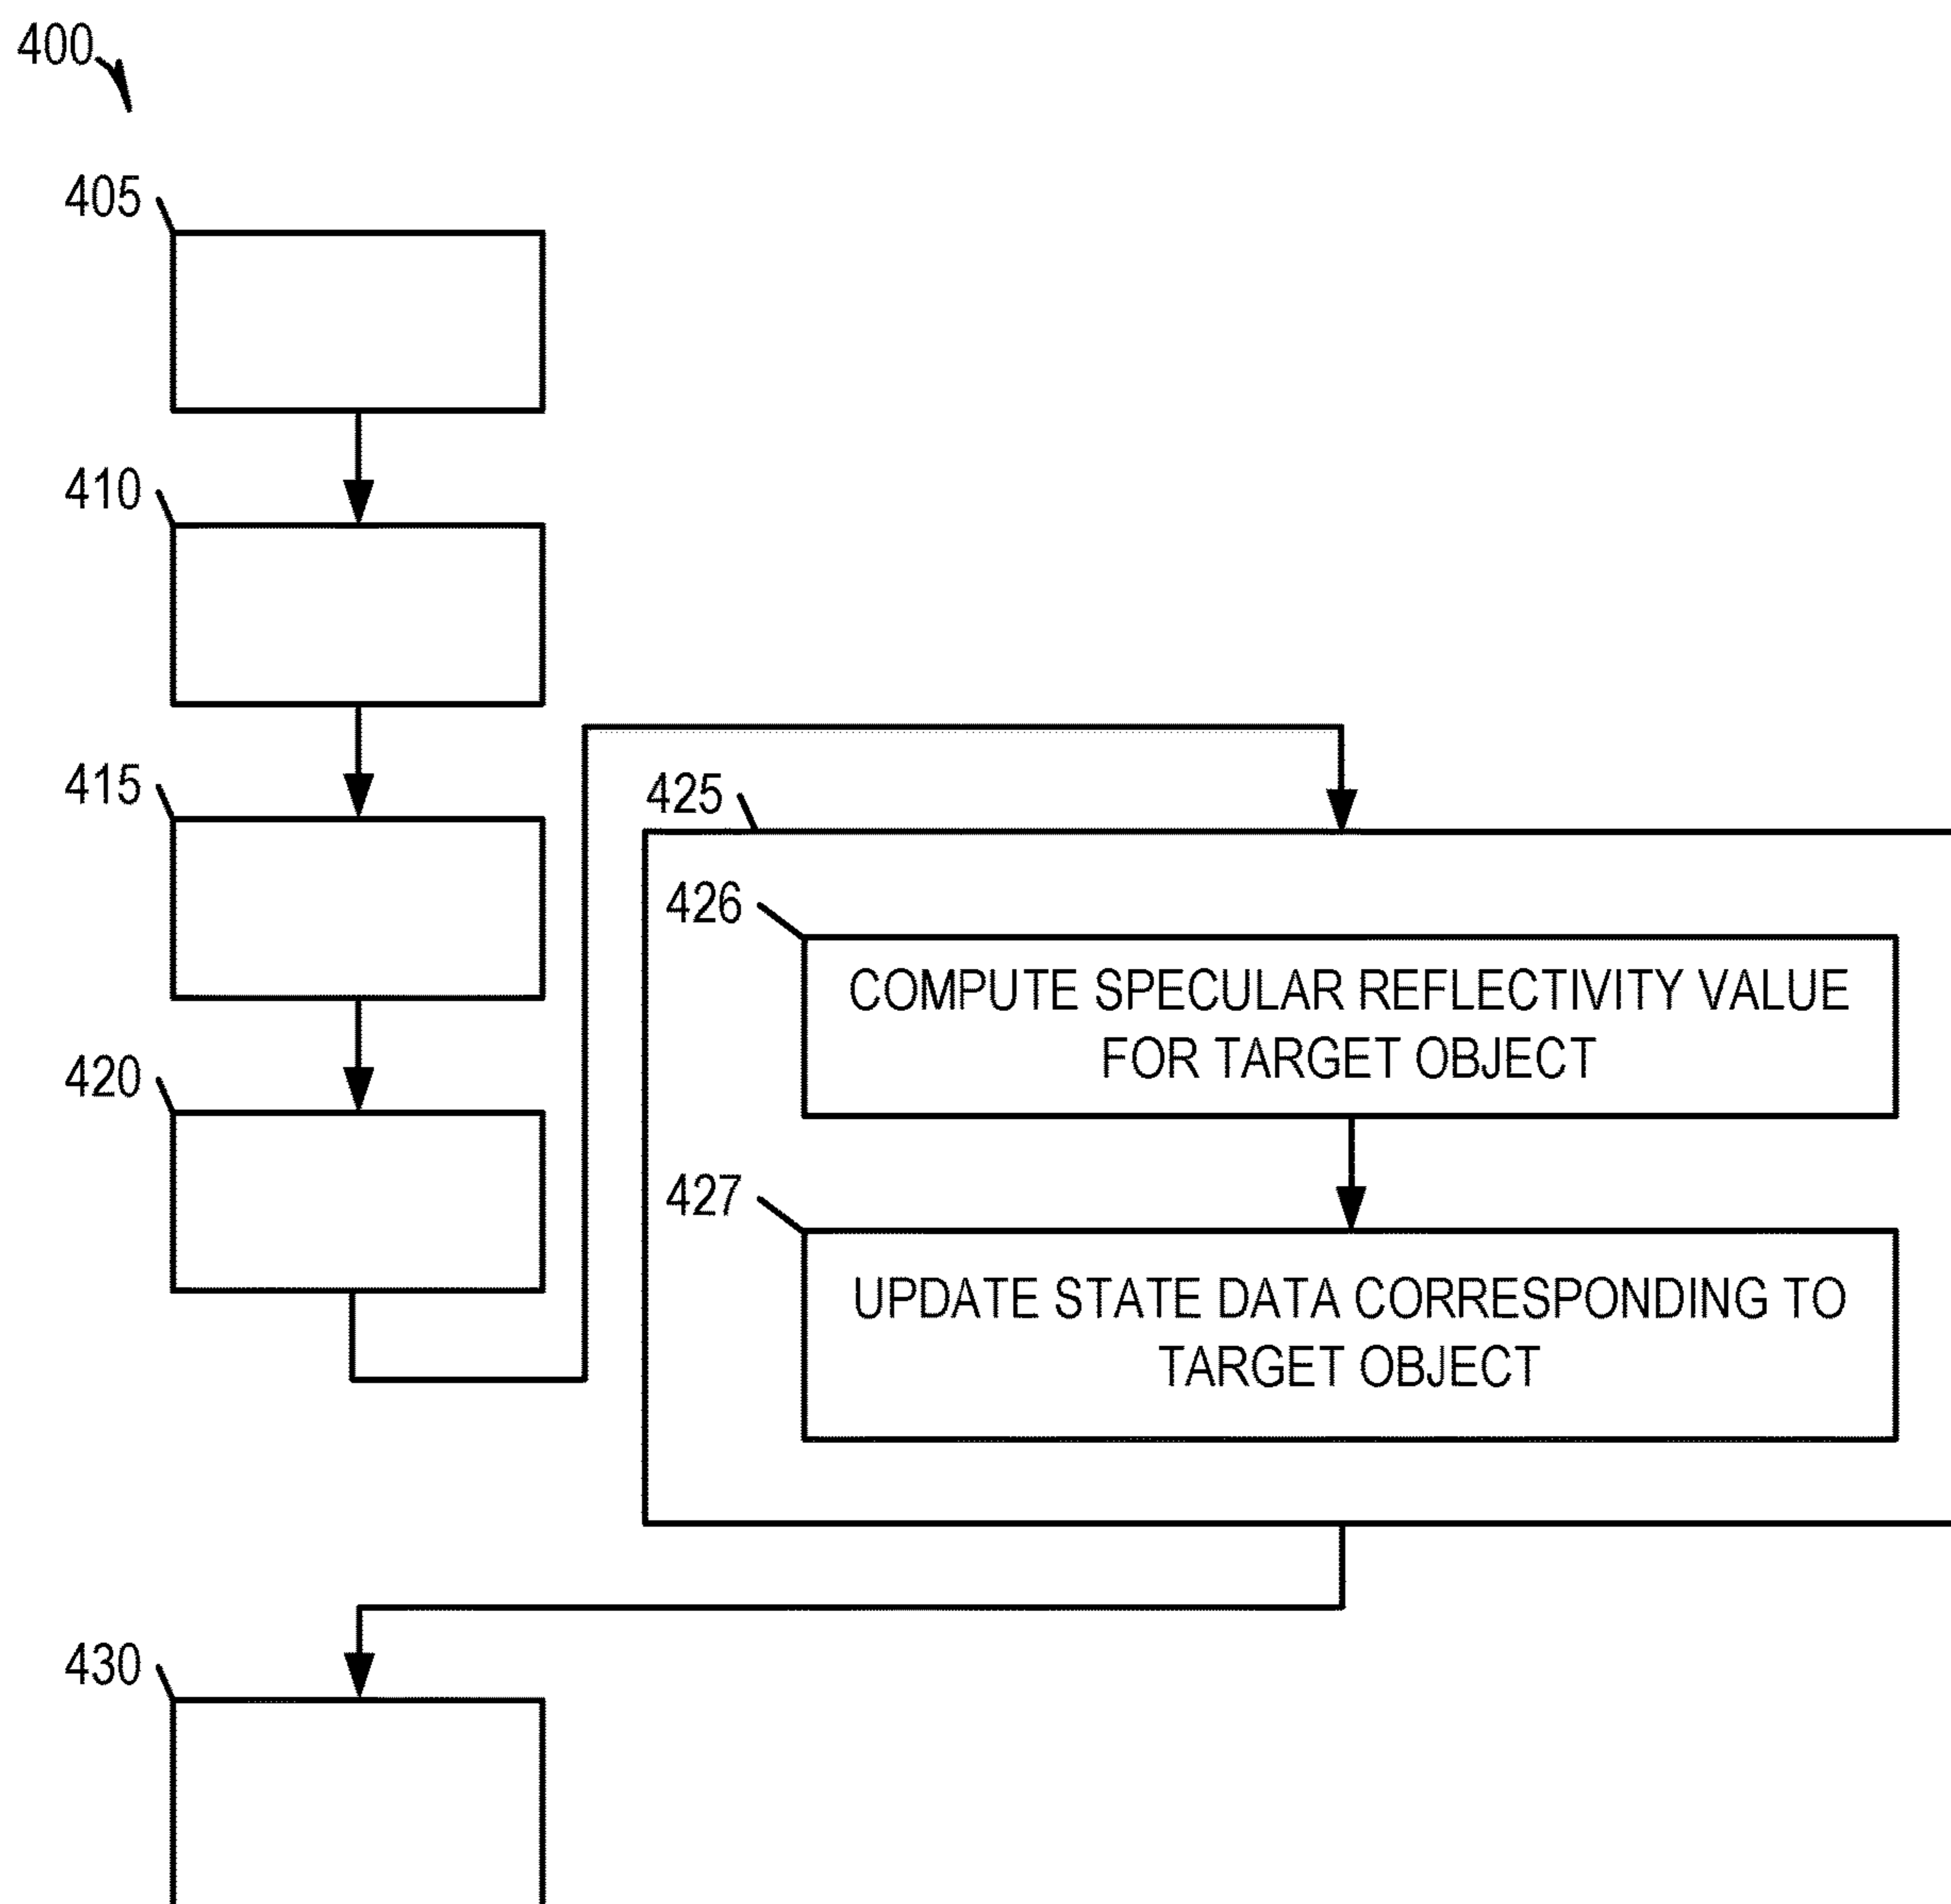 400
405
410
415
425
426
COMPUTE SPECULAR REFLECTIVITY VALUE
FOR TARGET OBJECT
420
427
UPDATE STATE DATA CORRESPONDING TO
TARGET OBJECT
430